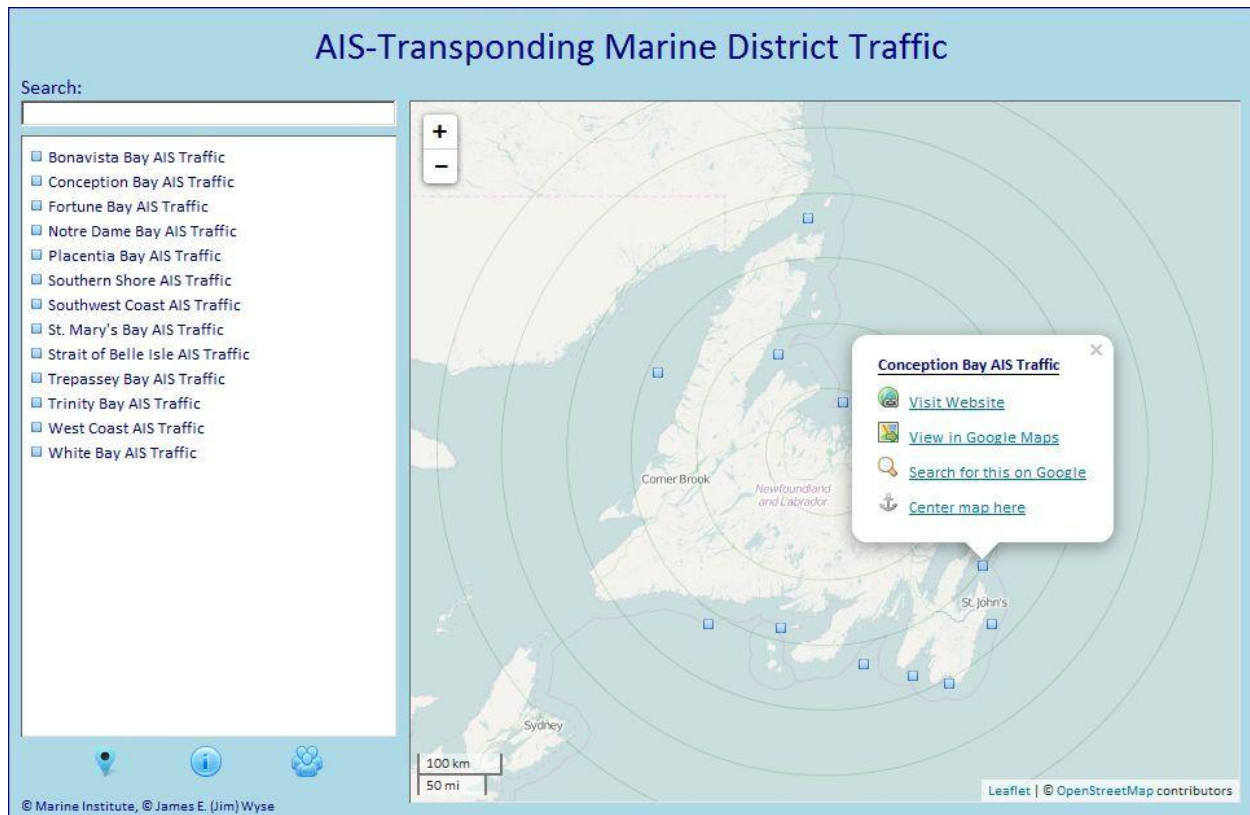 AIS-Transponding Marine District Traffic
Search:
Bonavista Bay AIS Traffic
Conception Bay AIS Traffic
Fortune Bay AIS Traffic
Notre Dame Bay AIS Traffic
Placentia Bay AIS Traffic
Southern Shore AIS Traffic
Southwest Coast AIS Traffic
St. Mary's Bay AIS Traffic
Strait of Belle Isle AIS Traffic
Trepassey Bay AIS Traffic
Trinity Bay AIS Traffic
West Coast AIS Traffic
White Bay AIS Traffic
© Marine Institute, © James E. (Jim) Wyse
+
−
Conception Bay AIS Traffic
×
Visit Website
View in Google Maps
Search for this on Google
Center map here
Corner Brook
Newfoundland
and Labrador
St. John's
Sydney
100 km
50 mi
Leaflet | © OpenStreetMap contributors